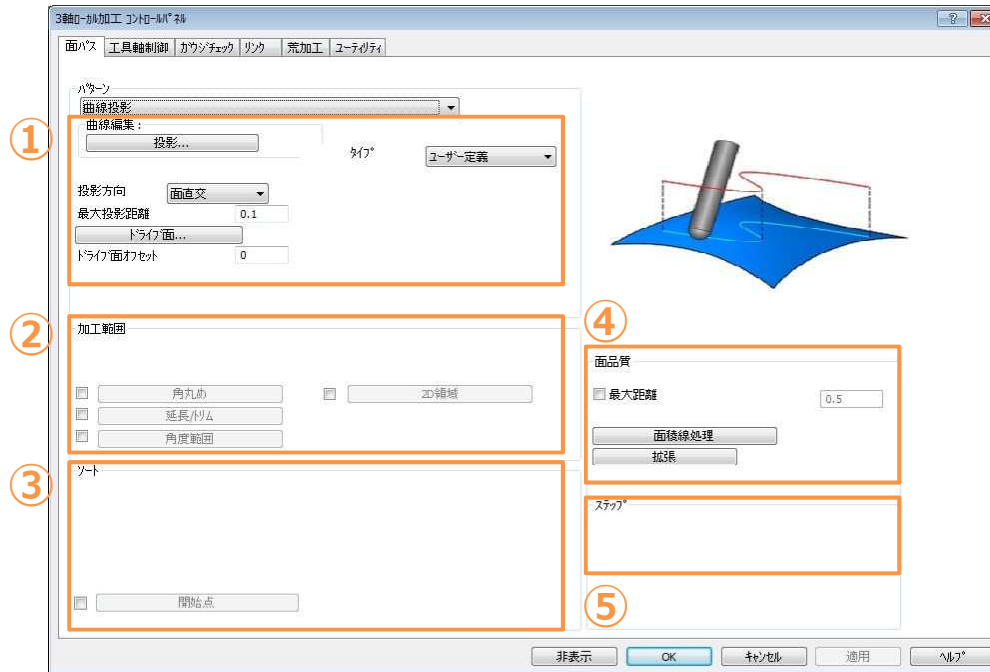 3軸ローカル加工 コントロールパネル
面パス 工具軸制御 ガウジチェック リンク 荒加工 ユーティリティ
パターン
曲線投影
①
曲線編集：
投影...
タイプ
ユーザー定義
投影方向
面直交
最大投影距離
0.1
ドライブ面...
ドライブ面オフセット
0
②
加工範囲
角丸め
2D領域
延長/トリム
角度範囲
③
ソート
開始点
④
面品質
最大距離
0.5
面稜線処理
拡張
ステップ
⑤
非表示 OK キャンセル 適用 ヘルプ